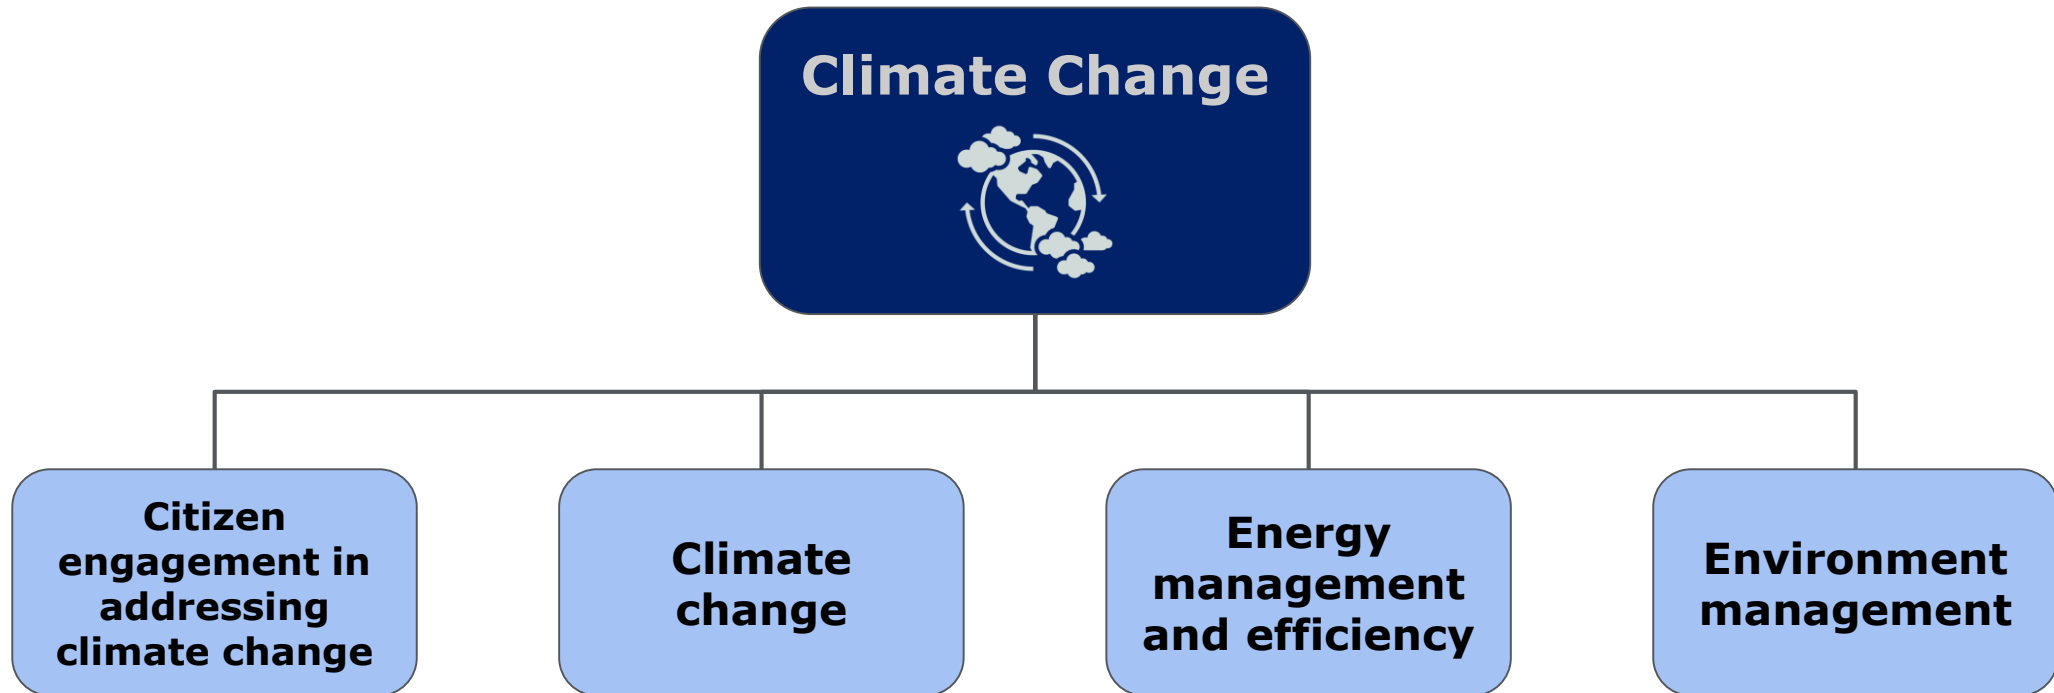 Climate Change
Citizen
engagement in
addressing
climate change
Climate
change
Energy
management
and efficiency
Environment
management